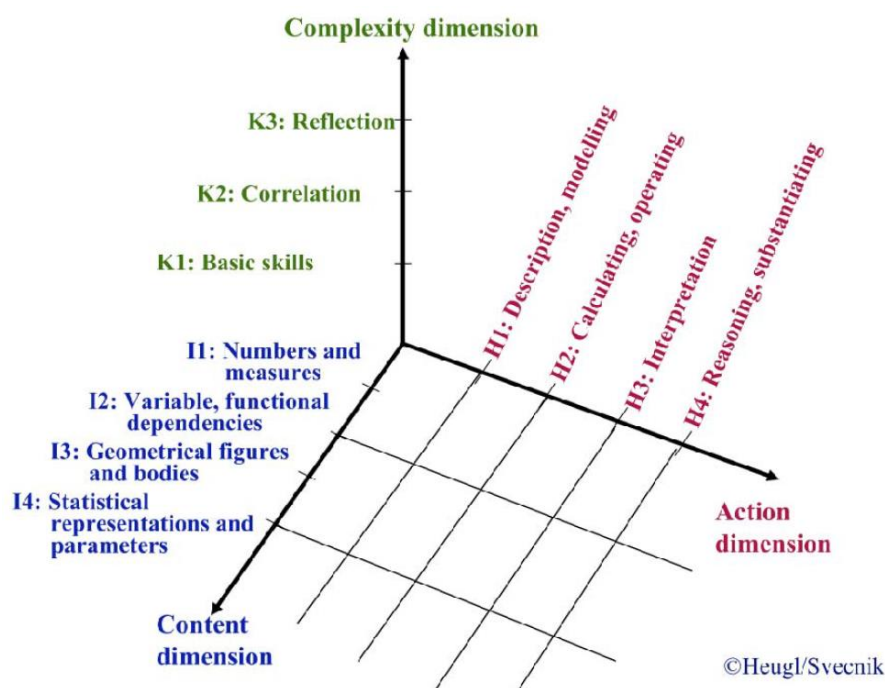 Complexity dimension
K3: Reflection
K2: Correlation
K1: Basic skills
I1: Numbers and
measures
I2: Variable, functional
dependencies
I3: Geometrical figures
and bodies
I4: Statistical
representations and
parameters
Content
dimension
H1: Description, modelling
H2: Calculating, operating
H3: Interpretation
H4: Reasoning, substantiating
Action
dimension
©Heugl/Svecnik